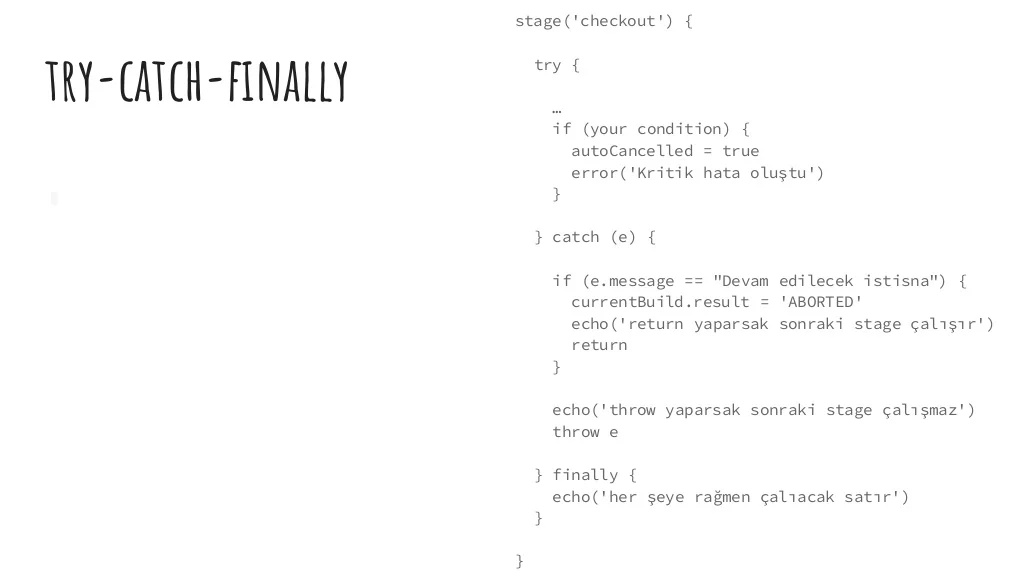 TRY-CATCH-FINALLY
stage('checkout') {
try {
…
if (your condition) {
autoCancelled = true
error('Kritik hata oluştu')
}
} catch (e) {
if (e.message == "Devam edilecek istisna") {
currentBuild.result = 'ABORTED'
echo('return yaparsak sonraki stage çalışır')
return
}
echo('throw yaparsak sonraki stage çalışmaz')
throw e
} finally {
echo('her şeye rağmen çalıacak satır')
}
}